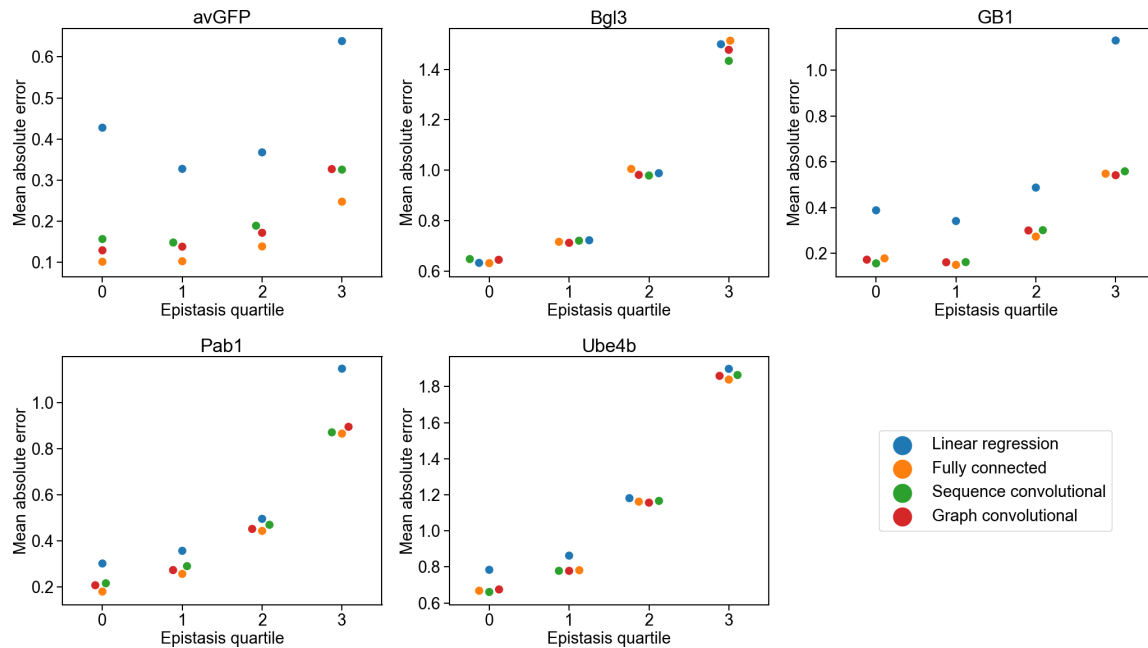 avGFP
Mean absolute error
0.6
0.5
0.4
0.3
0.2
0.1
0 1 2 3
Epistasis quartile
Bgl3
Mean absolute error
1.4
1.2
1.0
0.8
0.6
0 1 2 3
Epistasis quartile
GB1
Mean absolute error
1.0
0.8
0.6
0.4
0.2
0 1 2 3
Epistasis quartile
Pab1
Mean absolute error
1.0
0.8
0.6
0.4
0.2
0 1 2 3
Epistasis quartile
Ube4b
Mean absolute error
1.8
1.6
1.4
1.2
1.0
0.8
0.6
0 1 2 3
Epistasis quartile
Linear regression
Fully connected
Sequence convolutional
Graph convolutional